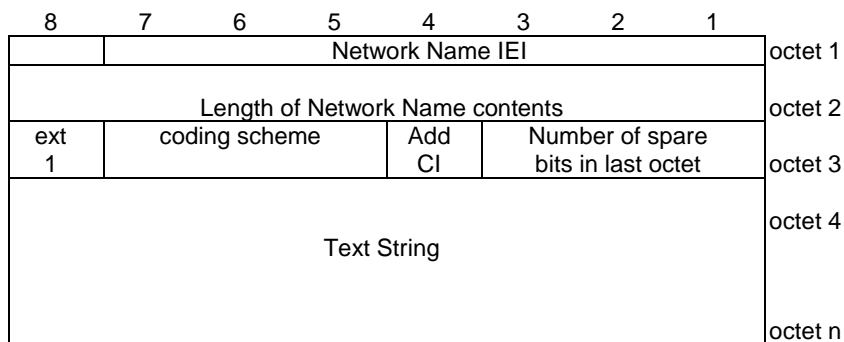 8 7 6 5 4 3 2 1
Network Name IEI octet 1
Length of Network Name contents octet 2
ext coding scheme Add Number of spare
1 CI bits in last octet octet 3
octet 4
Text String
octet n